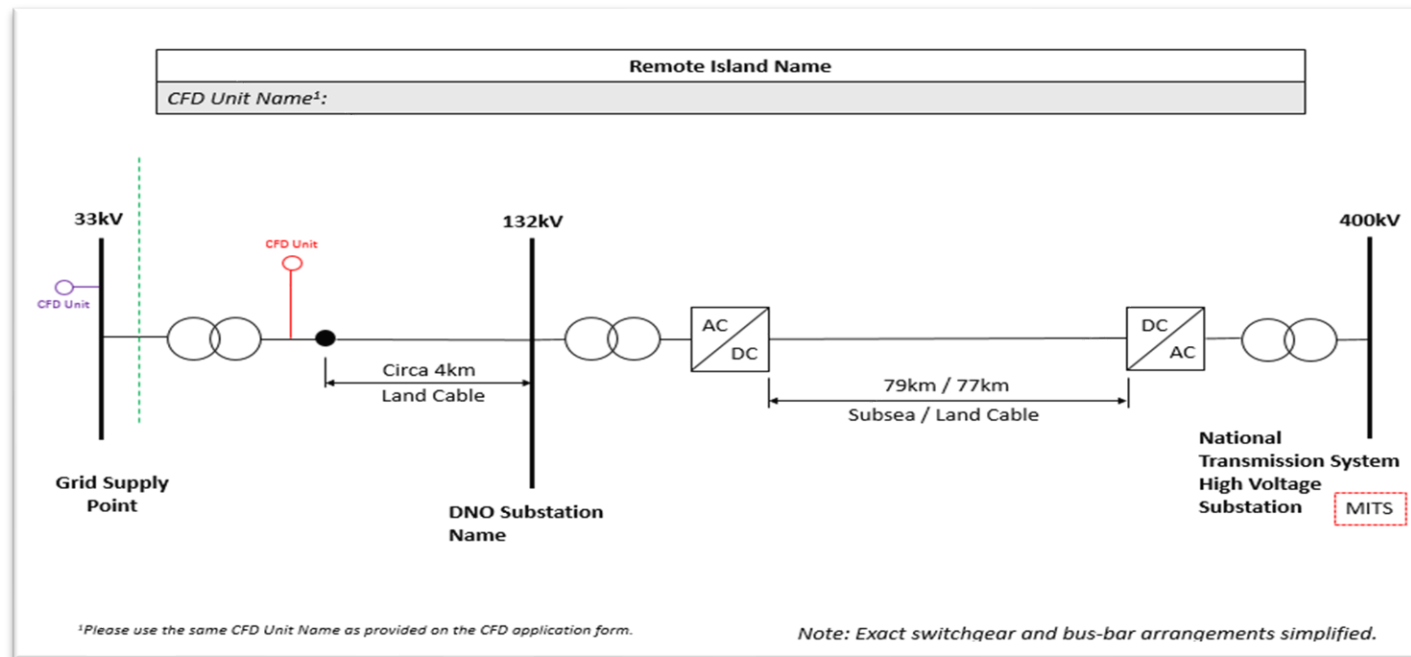 Remote Island Name
CFD Unit Name¹:
33kV
132kV
400kV
CFD Unit
CFD Unit
AC
DC
DC
AC
Circa 4km
Land Cable
79km / 77km
Subsea / Land Cable
Grid Supply
Point
DNO Substation
Name
National
Transmission System
High Voltage
Substation
MITS
¹Please use the same CFD Unit Name as provided on the CFD application form.
Note: Exact switchgear and bus-bar arrangements simplified.